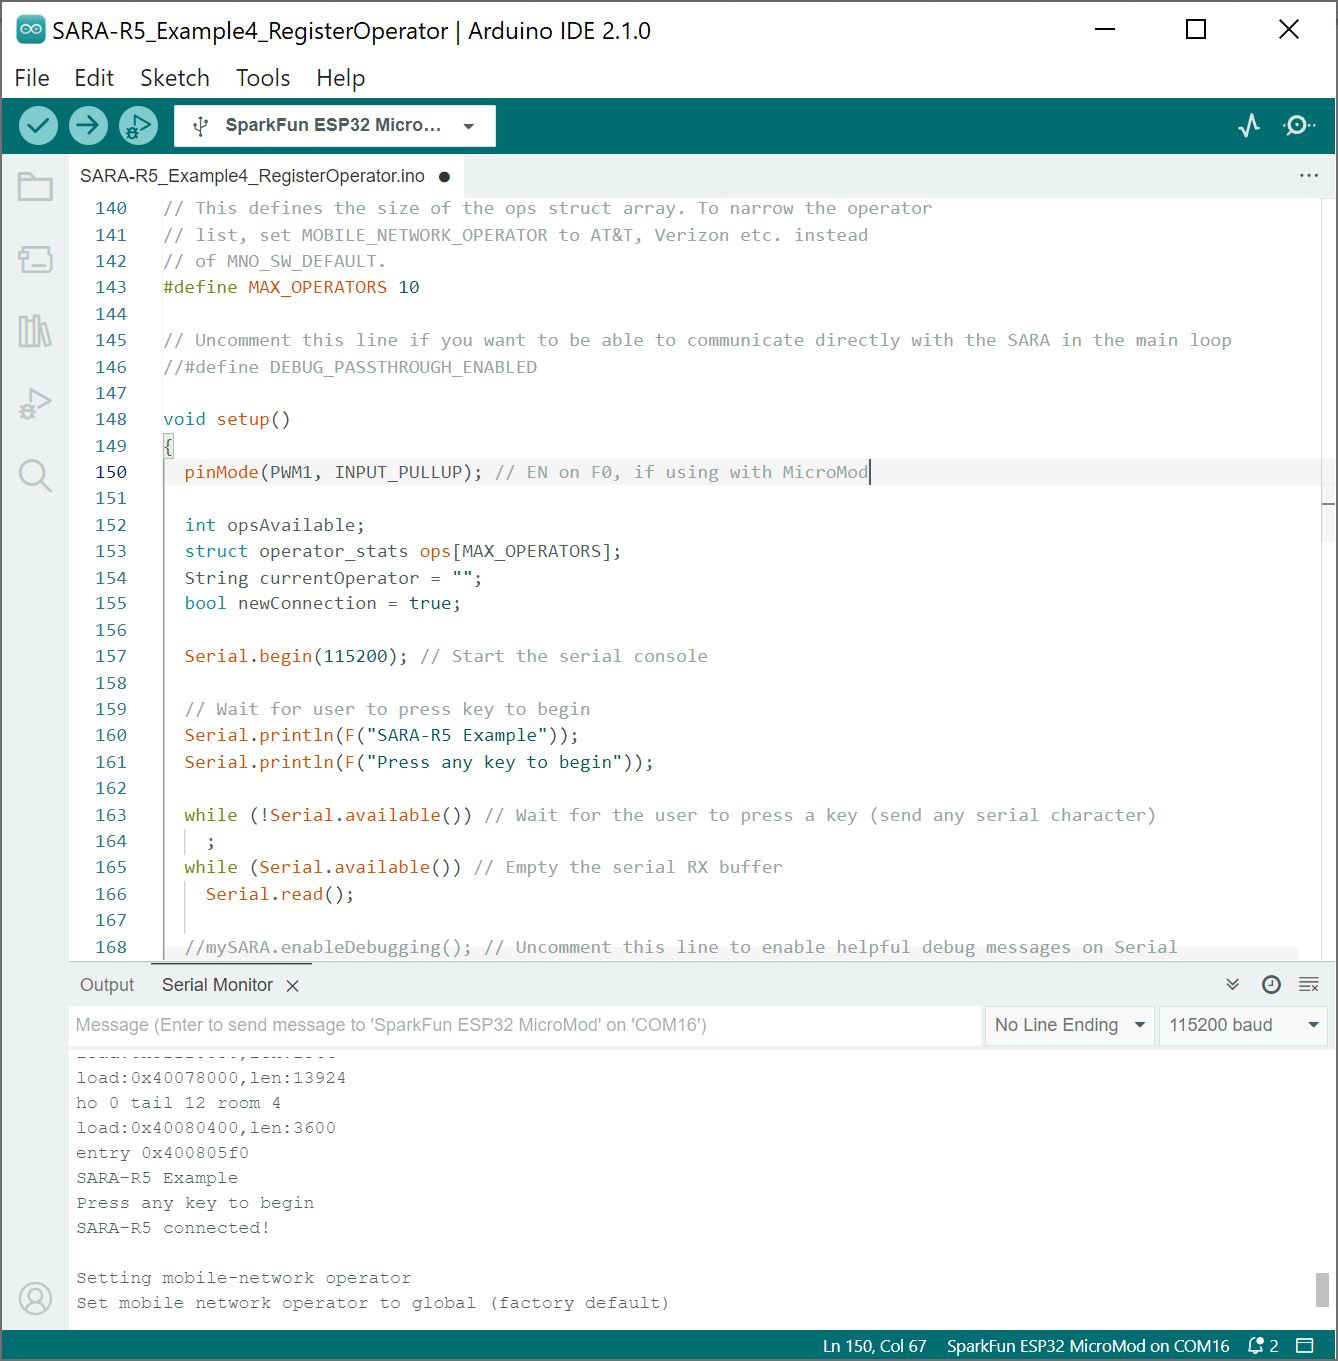 SARA-R5_Example4_RegisterOperator | Arduino IDE 2.1.0
File Edit Sketch Tools Help
SparkFun ESP32 Micro...
SARA-R5_Example4_RegisterOperator.ino
140 // This defines the size of the ops struct array. To narrow the operator
141 // list, set MOBILE_NETWORK_OPERATOR to AT&T, Verizon etc. instead
142 // of MNO_SW_DEFAULT.
143 #define MAX_OPERATORS 10
144
145 // Uncomment this line if you want to be able to communicate directly with the SARA in the main loop
146 //#define DEBUG_PASSTHROUGH_ENABLED
147
148 void setup()
149 {
150 pinMode(PWM1, INPUT_PULLUP); // EN on F0, if using with MicroMod
151
152 int opsAvailable;
153 struct operator_stats ops[MAX_OPERATORS];
154 String currentOperator = "";
155 bool newConnection = true;
156
157 Serial.begin(115200); // Start the serial console
158
159 // Wait for user to press key to begin
160 Serial.println(F("SARA-R5 Example"));
161 Serial.println(F("Press any key to begin"));
162
163 while (!Serial.available()) // Wait for the user to press a key (send any serial character)
164 ;
165 while (Serial.available()) // Empty the serial RX buffer
166 Serial.read();
167
168 //mySARA.enableDebugging(); // Uncomment this line to enable helpful debug messages on Serial
Output Serial Monitor
Message (Enter to send message to 'SparkFun ESP32 MicroMod' on 'COM16')
No Line Ending
115200 baud
load:0x40078000,len:13924
ho 0 tail 12 room 4
load:0x40080400,len:3600
entry 0x400805f0
SARA-R5 Example
Press any key to begin
SARA-R5 connected!
Setting mobile-network operator
Set mobile network operator to global (factory default)
Ln 150, Col 67 SparkFun ESP32 MicroMod on COM16 2